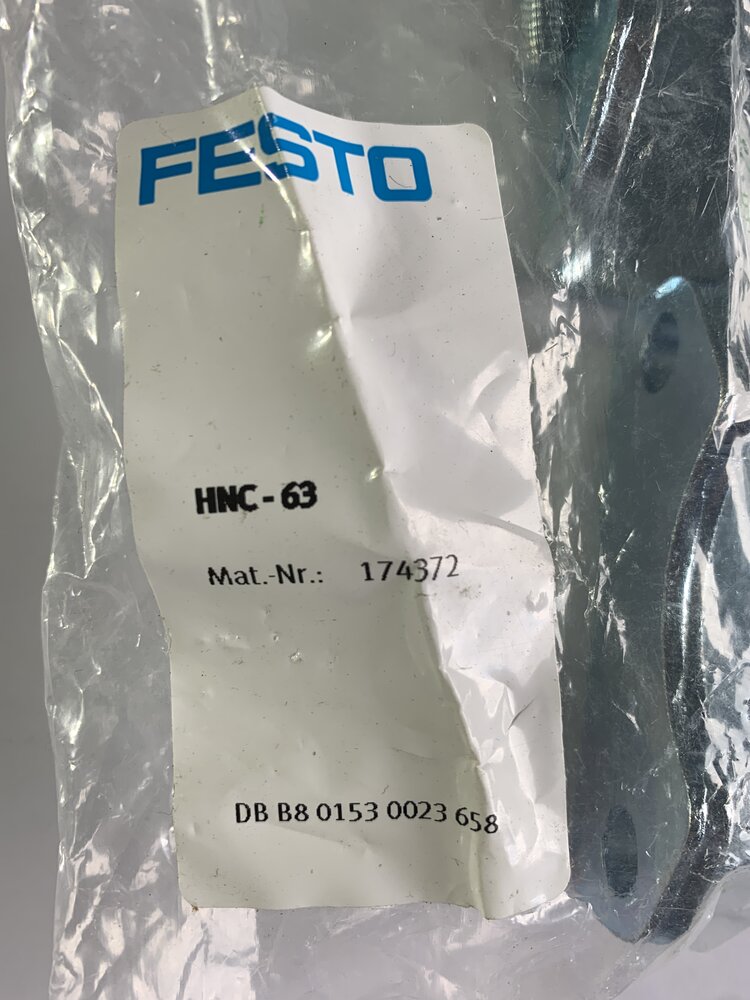 FESTO
HNC - 63
Mat.-Nr.: 174372
DB B8 0153 0023 658